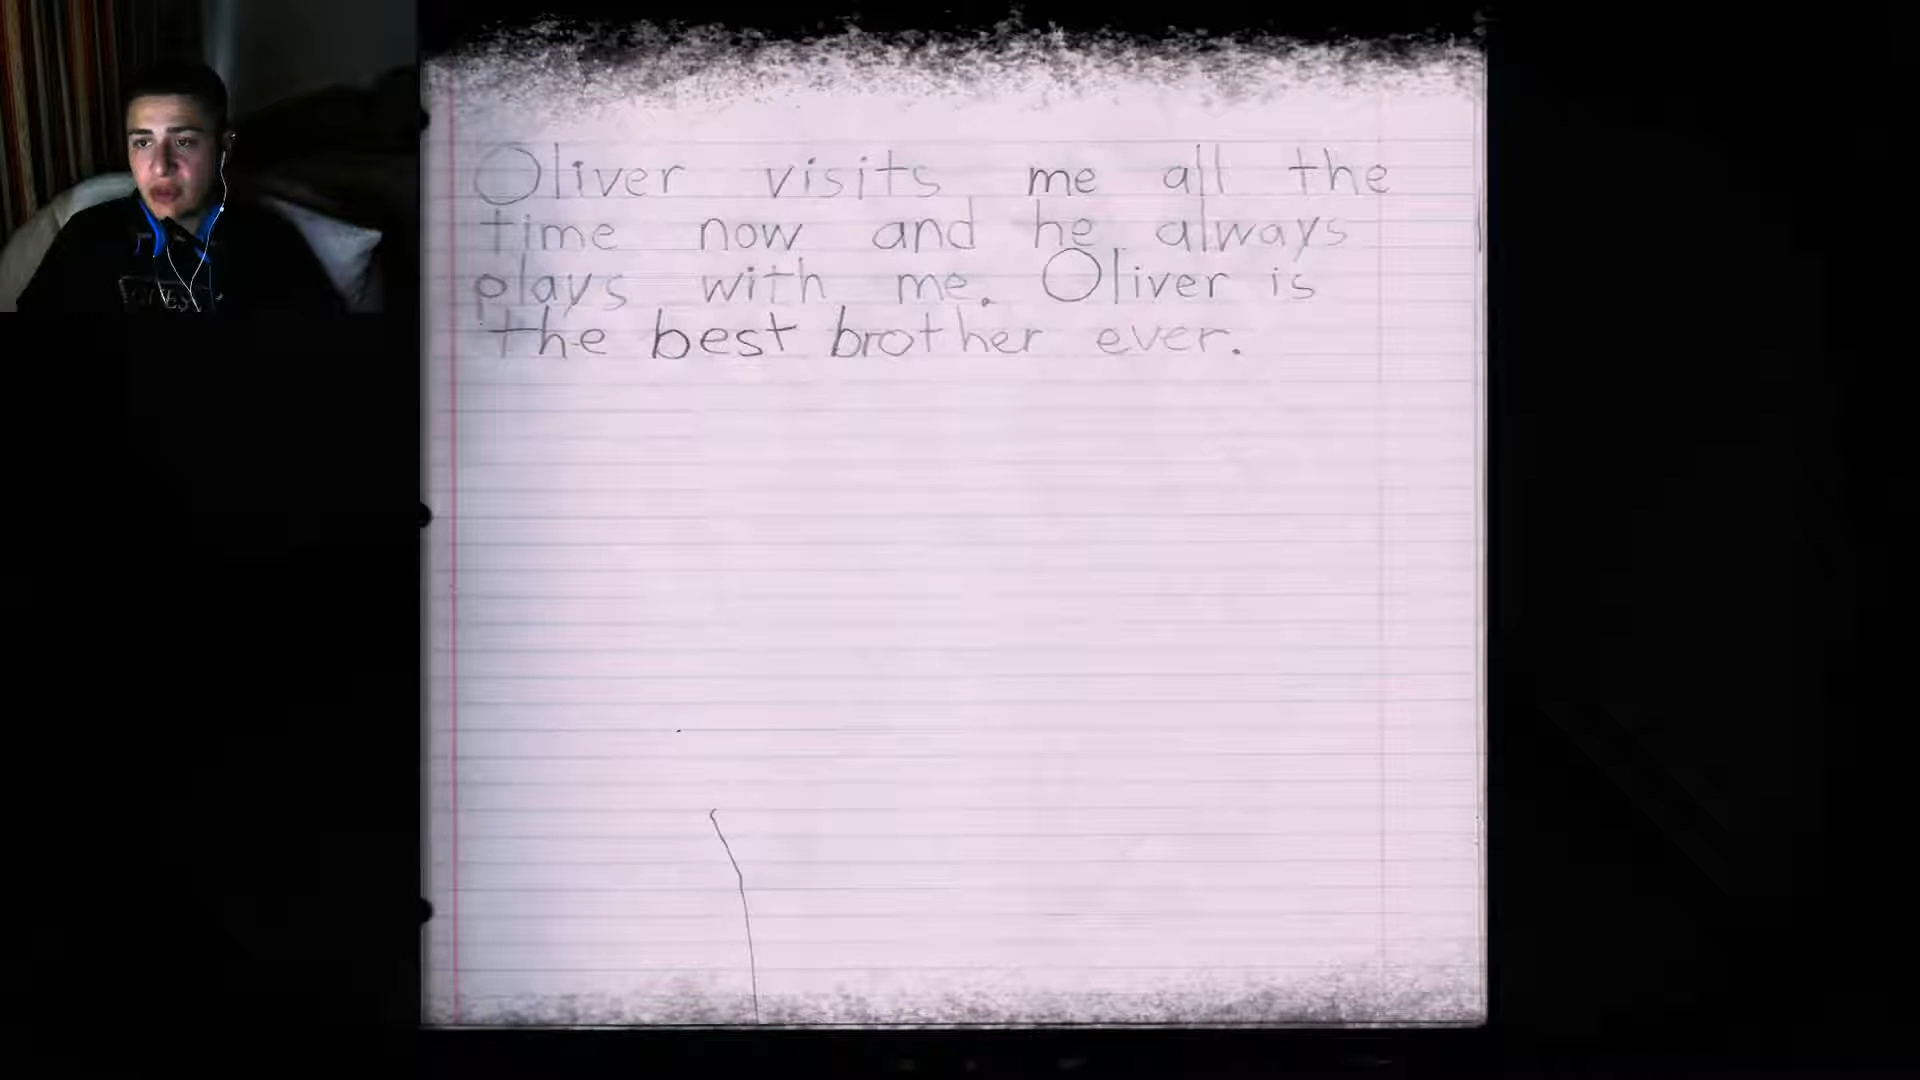 Oliver visits me all the
time now and he always
plays with me. Oliver is
the best brother ever.